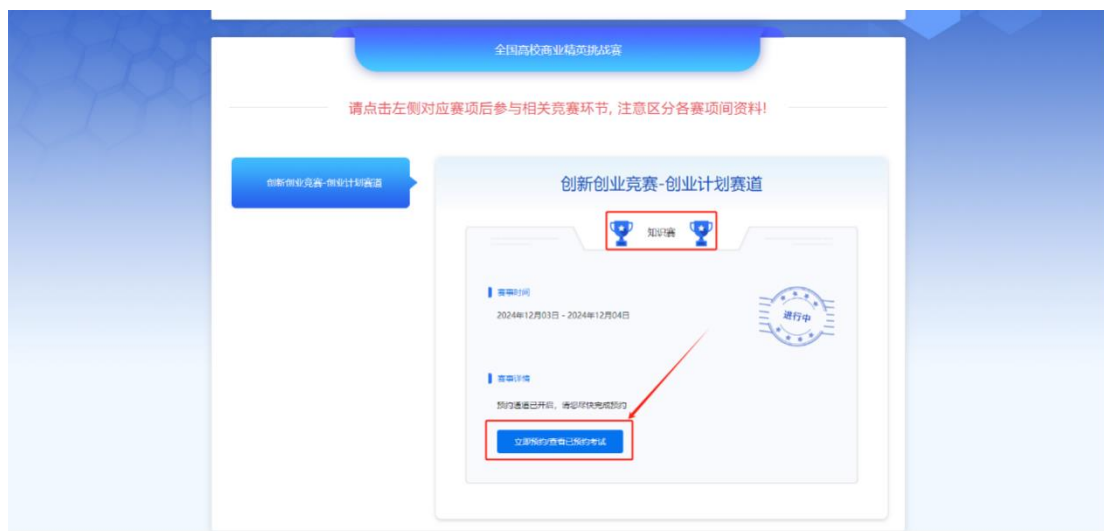 全国高校商业精英挑战赛
请点击左侧对应赛项后参与相关竞赛环节, 注意区分各赛项间资料!
创新创业竞赛-创业计划赛道
创新创业竞赛-创业计划赛道
知识赛
赛事时间
2024年12月03日 - 2024年12月04日
进行中
赛事详情
预约通道已开启，请您尽快完成预约
立即预约/查看已预约考试